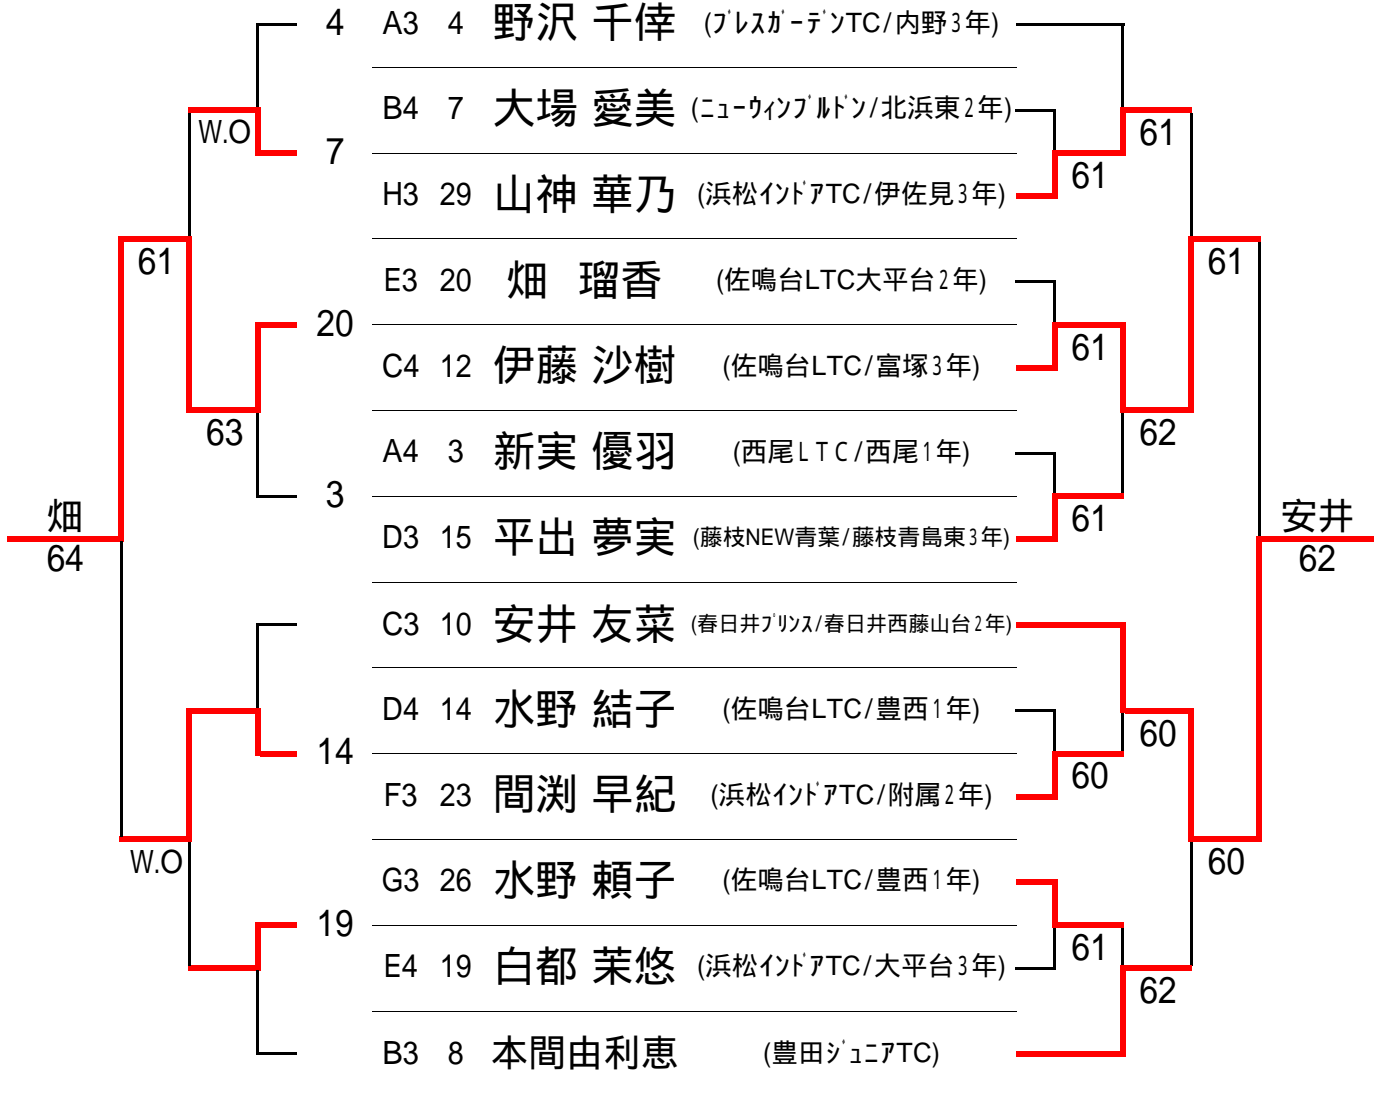 4 A3 4 野沢 千倖 (ﾌﾞﾚｽｶﾞｰﾃﾞﾝTC/内野3年)
B4 7 大場 愛美 (ﾆｭｰｳｨﾝﾌﾞﾙﾄﾞﾝ/北浜東2年)
W.O 61
7 61
H3 29 山神 華乃 (浜松ｲﾝﾄﾞｱTC/伊佐見3年)
61 61
E3 20 畑 瑠香 (佐鳴台LTC大平台2年)
20
61
C4 12 伊藤 沙樹 (佐鳴台LTC/富塚3年)
63 62
A4 3 新実 優羽 (西尾ＬＴＣ/西尾1年)
3
畑 61 安井
D3 15 平出 夢実 (藤枝NEW青葉/藤枝青島東3年)
64 62
C3 10 安井 友菜 (春日井ﾌﾟﾘﾝｽ/春日井西藤山台2年)
D4 14 水野 結子 (佐鳴台LTC/豊西1年)
60
14 60
F3 23 間渕 早紀 (浜松ｲﾝﾄﾞｱTC/附属2年)
W.O 60
G3 26 水野 頼子 (佐鳴台LTC/豊西1年)
19
61
E4 19 白都 茉悠 (浜松ｲﾝﾄﾞｱTC/大平台3年)
62
B3 8 本間由利恵 (豊田ｼﾞｭﾆｱTC)